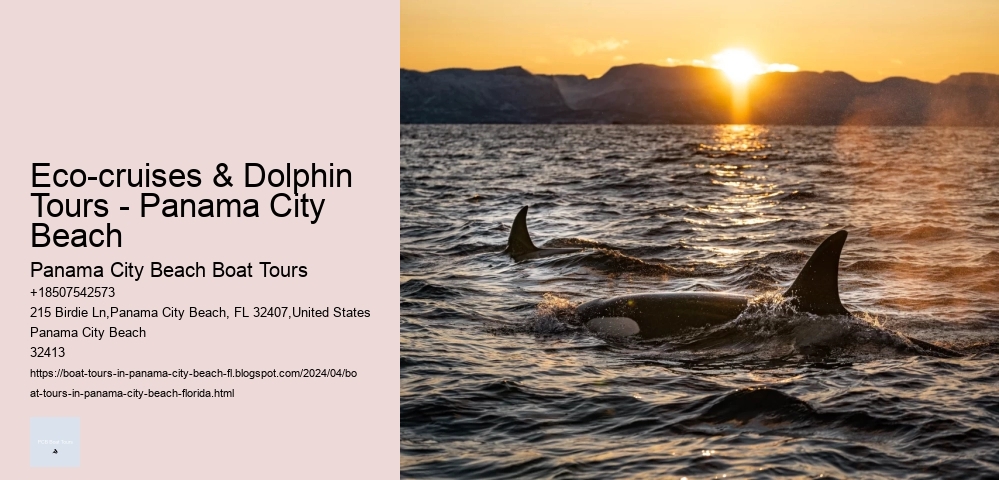 Eco-cruises & Dolphin
Tours - Panama City
Beach
Panama City Beach Boat Tours
+18507542573
215 Birdie Ln,Panama City Beach, FL 32407,United States
Panama City Beach
32413
https://boat-tours-in-panama-city-beach-fl.blogspot.com/2024/04/bo
at-tours-in-panama-city-beach-florida.html